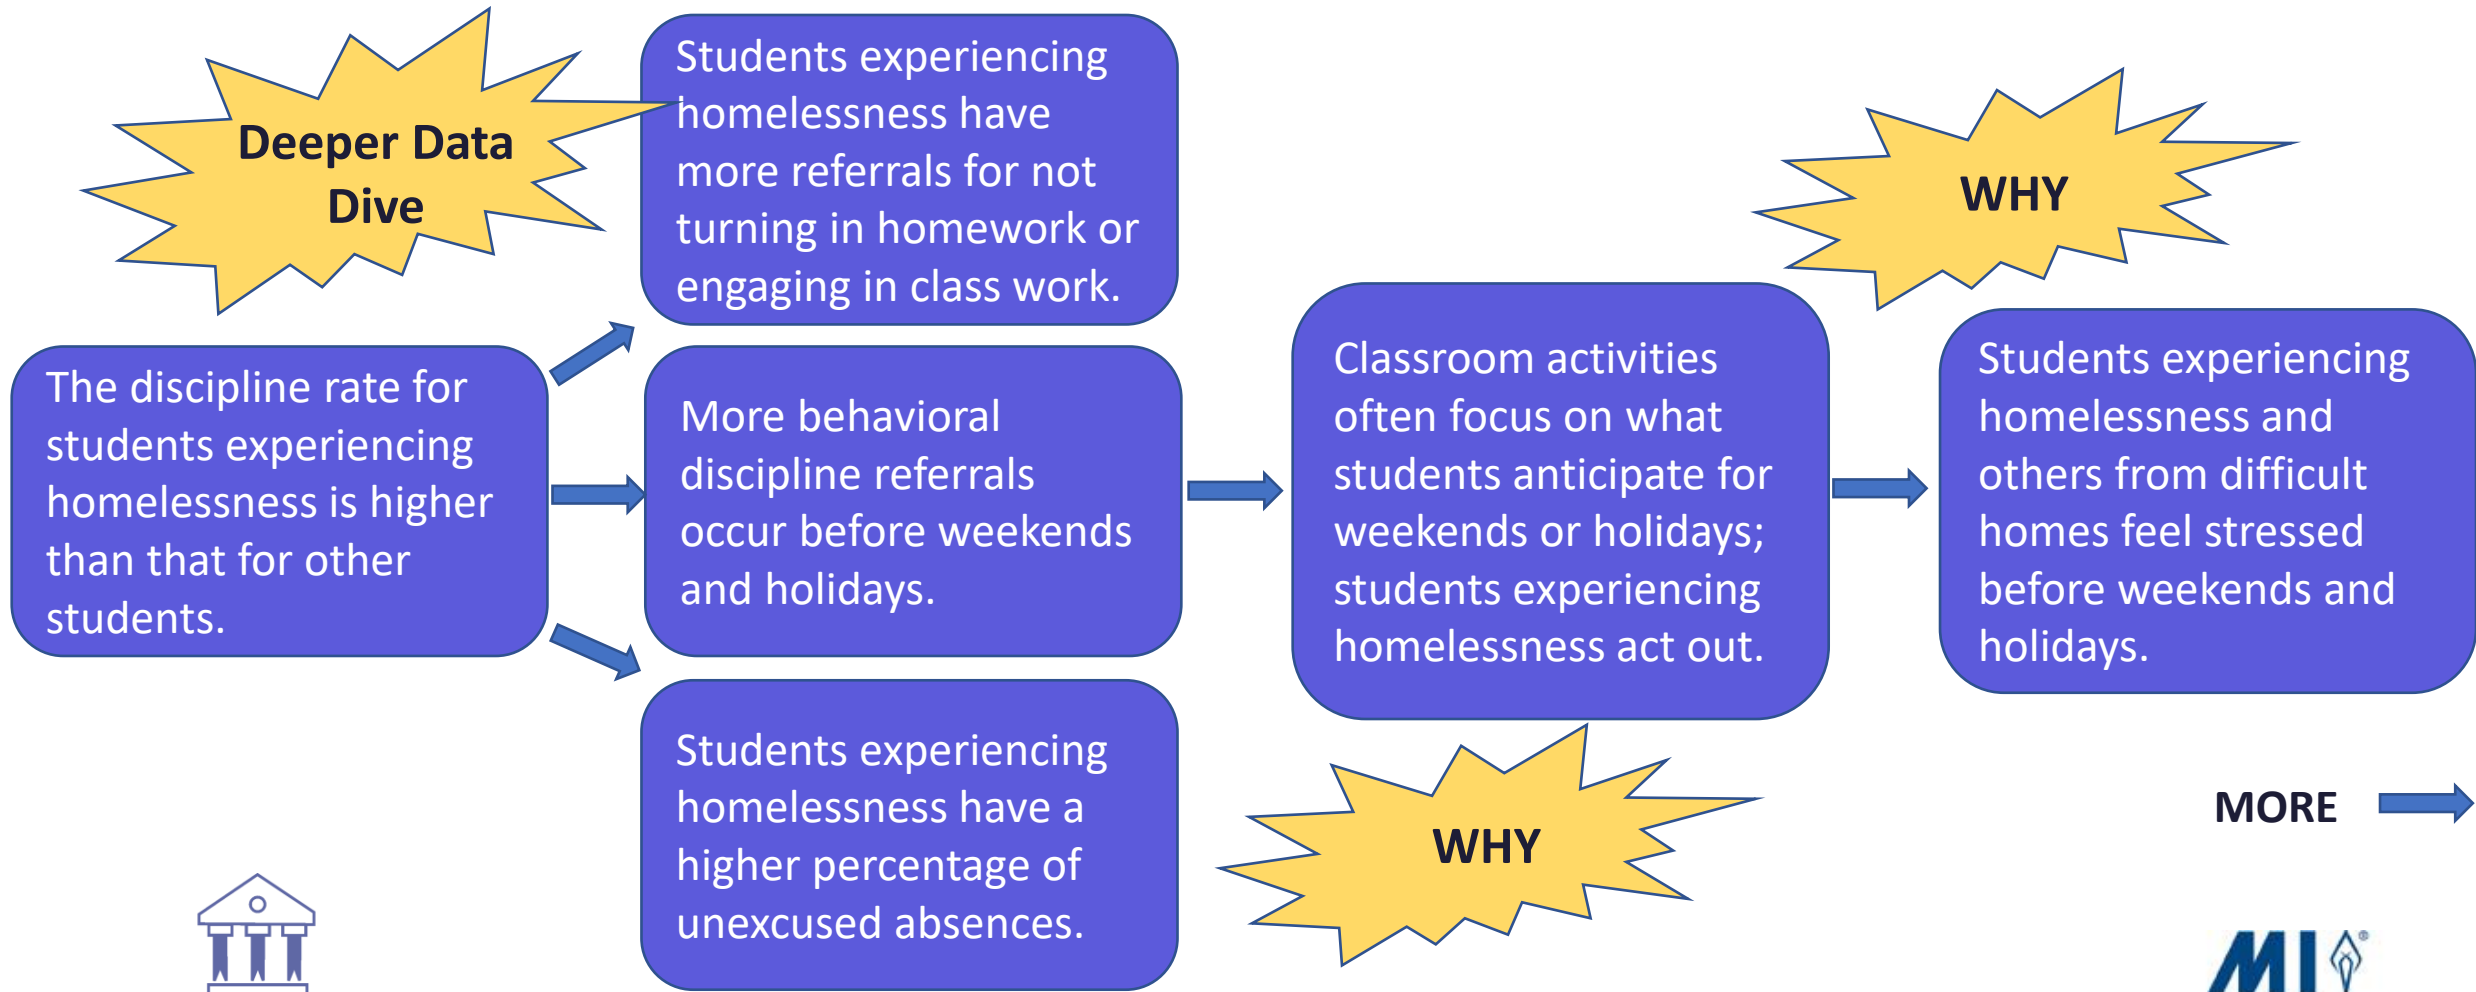 Deeper Data
Dive
Students experiencing
homelessness have
more referrals for not
turning in homework or
engaging in class work.
WHY
The discipline rate for
students experiencing
homelessness is higher
than that for other
students.
More behavioral
discipline referrals
occur before weekends
and holidays.
Classroom activities
often focus on what
students anticipate for
weekends or holidays;
students experiencing
homelessness act out.
Students experiencing
homelessness and
others from difficult
homes feel stressed
before weekends and
holidays.
Students experiencing
homelessness have a
higher percentage of
unexcused absences.
WHY
MORE
MI®